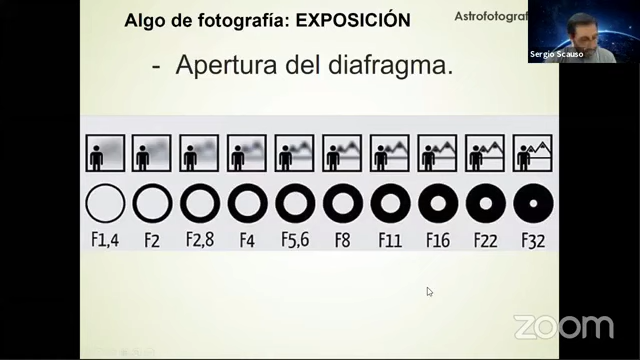 Algo de fotografía: EXPOSICIÓN
Sergio Scauso
- Apertura del diafragma.
F1,4 F2 F2,8 F4 F5,6 F8 F11 F16 F22 F32
zoom